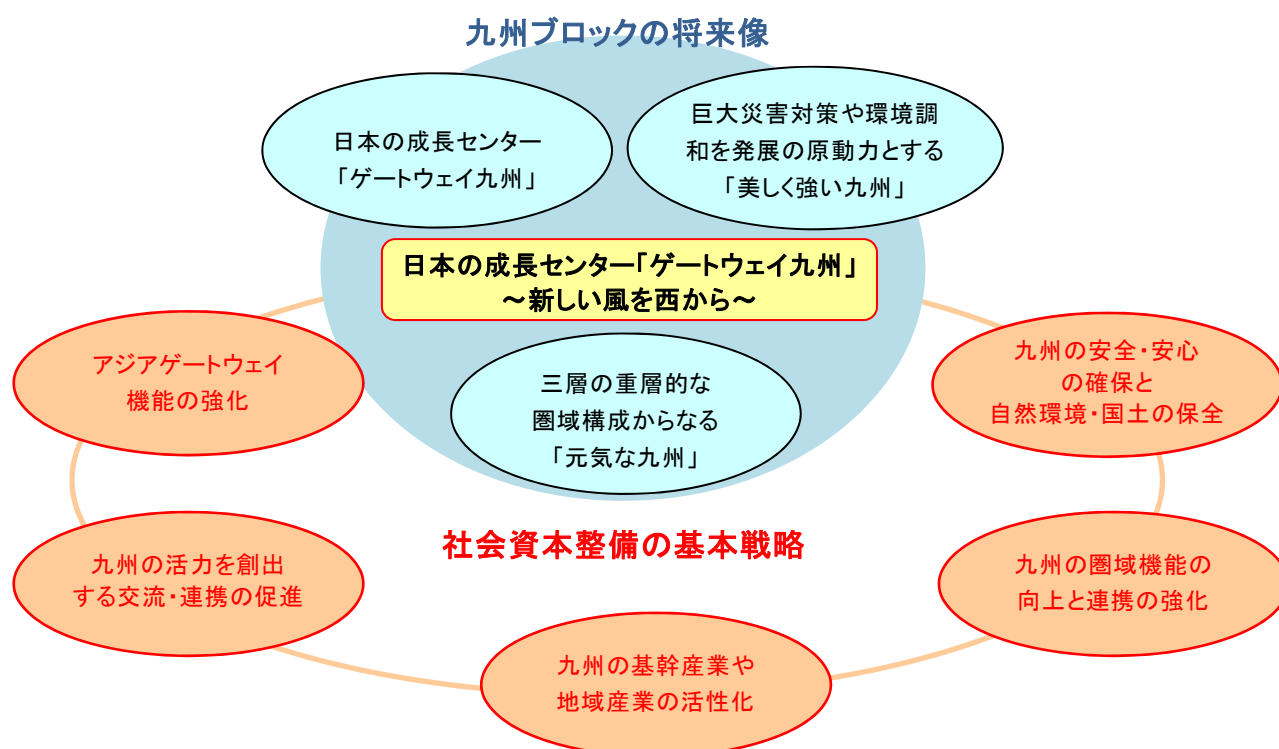 九州ブロックの将来像
日本の成長センター
「ゲートウェイ九州」
巨大災害対策や環境調
和を発展の原動力とする
「美しく強い九州」
日本の成長センター「ゲートウェイ九州」
～新しい風を西から～
三層の重層的な
圏域構成からなる
「元気な九州」
アジアゲートウェイ
機能の強化
九州の安全・安心
の確保と
自然環境・国土の保全
社会資本整備の基本戦略
九州の活力を創出
する交流・連携の促進
九州の圏域機能の
向上と連携の強化
九州の基幹産業や
地域産業の活性化